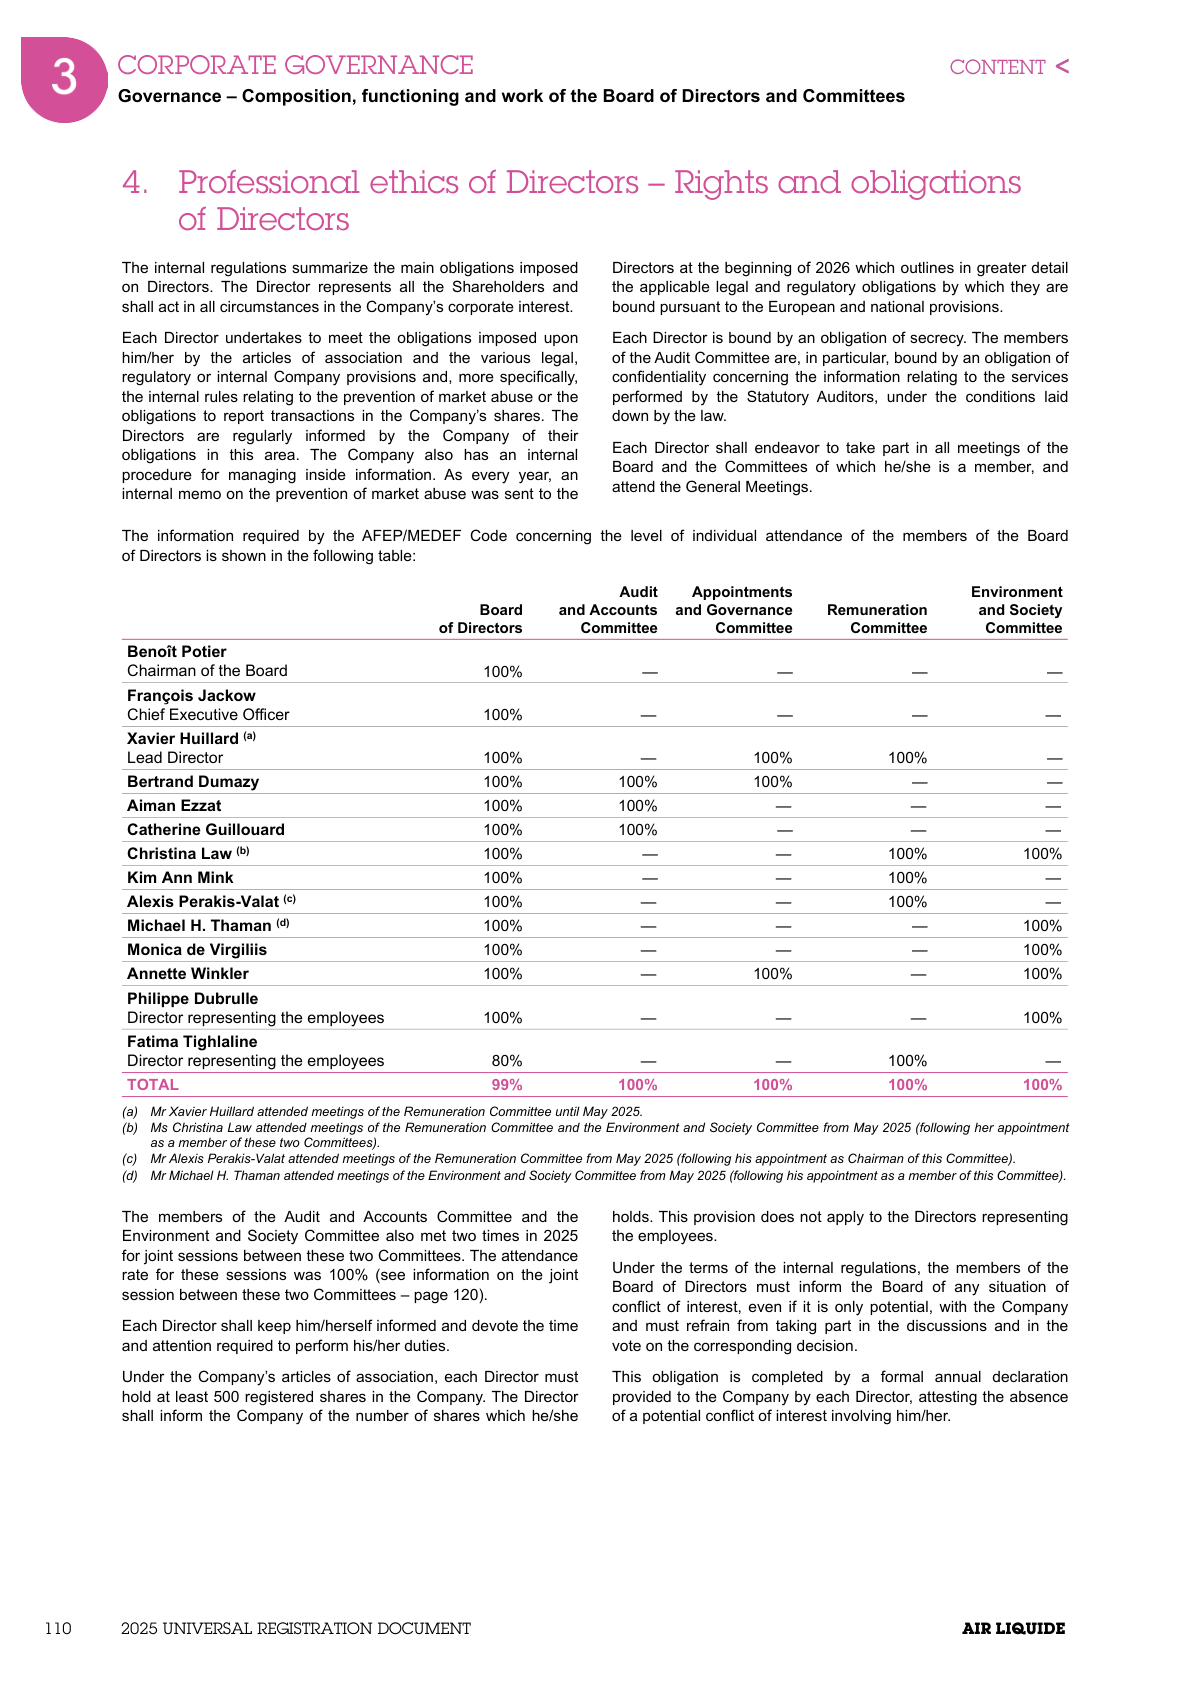 3
CORPORATE GOVERNANCE
CONTENT <
Governance – Composition, functioning and work of the Board of Directors and Committees
4. Professional ethics of Directors – Rights and obligations
of Directors
The internal regulations summarize the main obligations imposed
on Directors. The Director represents all the Shareholders and
shall act in all circumstances in the Company's corporate interest.
Each Director undertakes to meet the obligations imposed upon
him/her by the articles of association and the various legal,
regulatory or internal Company provisions and, more specifically,
the internal rules relating to the prevention of market abuse or the
obligations to report transactions in the Company's shares. The
Directors are regularly informed by the Company of their
obligations in this area. The Company also has an internal
procedure for managing inside information. As every year, an
internal memo on the prevention of market abuse was sent to the
Directors at the beginning of 2026 which outlines in greater detail
the applicable legal and regulatory obligations by which they are
bound pursuant to the European and national provisions.
Each Director is bound by an obligation of secrecy. The members
of the Audit Committee are, in particular, bound by an obligation of
confidentiality concerning the information relating to the services
performed by the Statutory Auditors, under the conditions laid
down by the law.
Each Director shall endeavor to take part in all meetings of the
Board and the Committees of which he/she is a member, and
attend the General Meetings.
The information required by the AFEP/MEDEF Code concerning the level of individual attendance of the members of the Board
of Directors is shown in the following table:
Audit Appointments Environment
Board and Accounts and Governance Remuneration and Society
of Directors Committee Committee Committee Committee
Benoît Potier
Chairman of the Board 100% — — — —
François Jackow
Chief Executive Officer 100% — — — —
Xavier Huillard (a)
Lead Director 100% — 100% 100% —
Bertrand Dumazy 100% 100% 100% — —
Aiman Ezzat 100% 100% — — —
Catherine Guillouard 100% 100% — — —
Christina Law (b) 100% — — 100% 100%
Kim Ann Mink 100% — — 100% —
Alexis Perakis-Valat (c) 100% — — 100% —
Michael H. Thaman (d) 100% — — — 100%
Monica de Virgiliis 100% — — — 100%
Annette Winkler 100% — 100% — 100%
Philippe Dubrulle
Director representing the employees 100% — — — 100%
Fatima Tighlaline
Director representing the employees 80% — — 100% —
TOTAL 99% 100% 100% 100% 100%
(a) Mr Xavier Huillard attended meetings of the Remuneration Committee until May 2025.
(b) Ms Christina Law attended meetings of the Remuneration Committee and the Environment and Society Committee from May 2025 (following her appointment
as a member of these two Committees).
(c) Mr Alexis Perakis-Valat attended meetings of the Remuneration Committee from May 2025 (following his appointment as Chairman of this Committee).
(d) Mr Michael H. Thaman attended meetings of the Environment and Society Committee from May 2025 (following his appointment as a member of this Committee).
The members of the Audit and Accounts Committee and the
Environment and Society Committee also met two times in 2025
for joint sessions between these two Committees. The attendance
rate for these sessions was 100% (see information on the joint
session between these two Committees – page 120).
Each Director shall keep him/herself informed and devote the time
and attention required to perform his/her duties.
Under the Company's articles of association, each Director must
hold at least 500 registered shares in the Company. The Director
shall inform the Company of the number of shares which he/she
holds. This provision does not apply to the Directors representing
the employees.
Under the terms of the internal regulations, the members of the
Board of Directors must inform the Board of any situation of
conflict of interest, even if it is only potential, with the Company
and must refrain from taking part in the discussions and in the
vote on the corresponding decision.
This obligation is completed by a formal annual declaration
provided to the Company by each Director, attesting the absence
of a potential conflict of interest involving him/her.
110 2025 UNIVERSAL REGISTRATION DOCUMENT AIR LIQUIDE